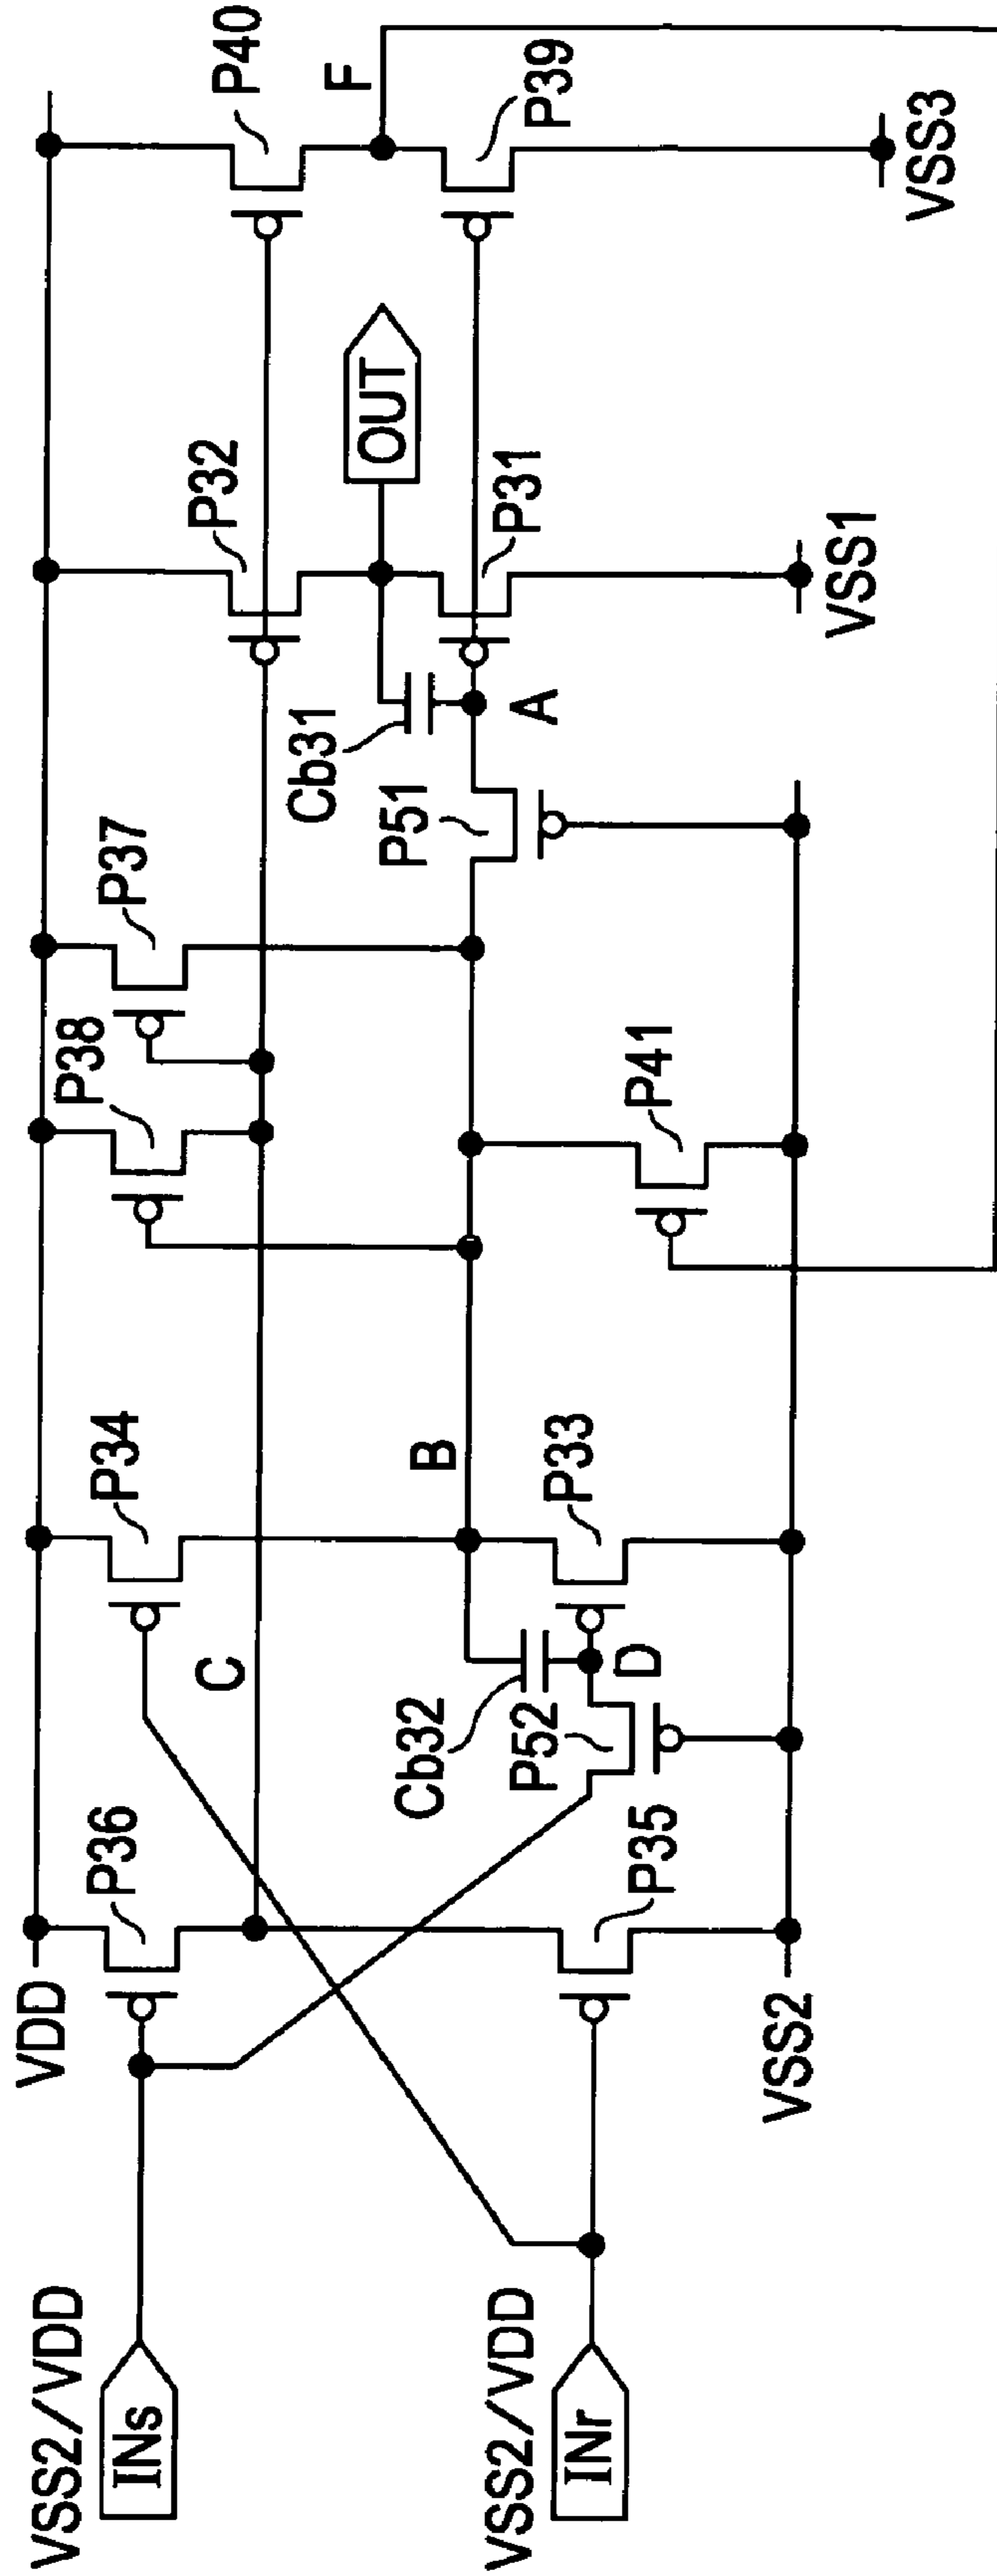 VSS2/VDD
INs
VSS2/VDD
INr
VDD
VSS2
P36
P35
C
P34
Cb32
P52
D
B
P33
P38
P37
P41
P51
Cb31
A
P32
P31
OUT
VSS1
P40
F
P39
VSS3